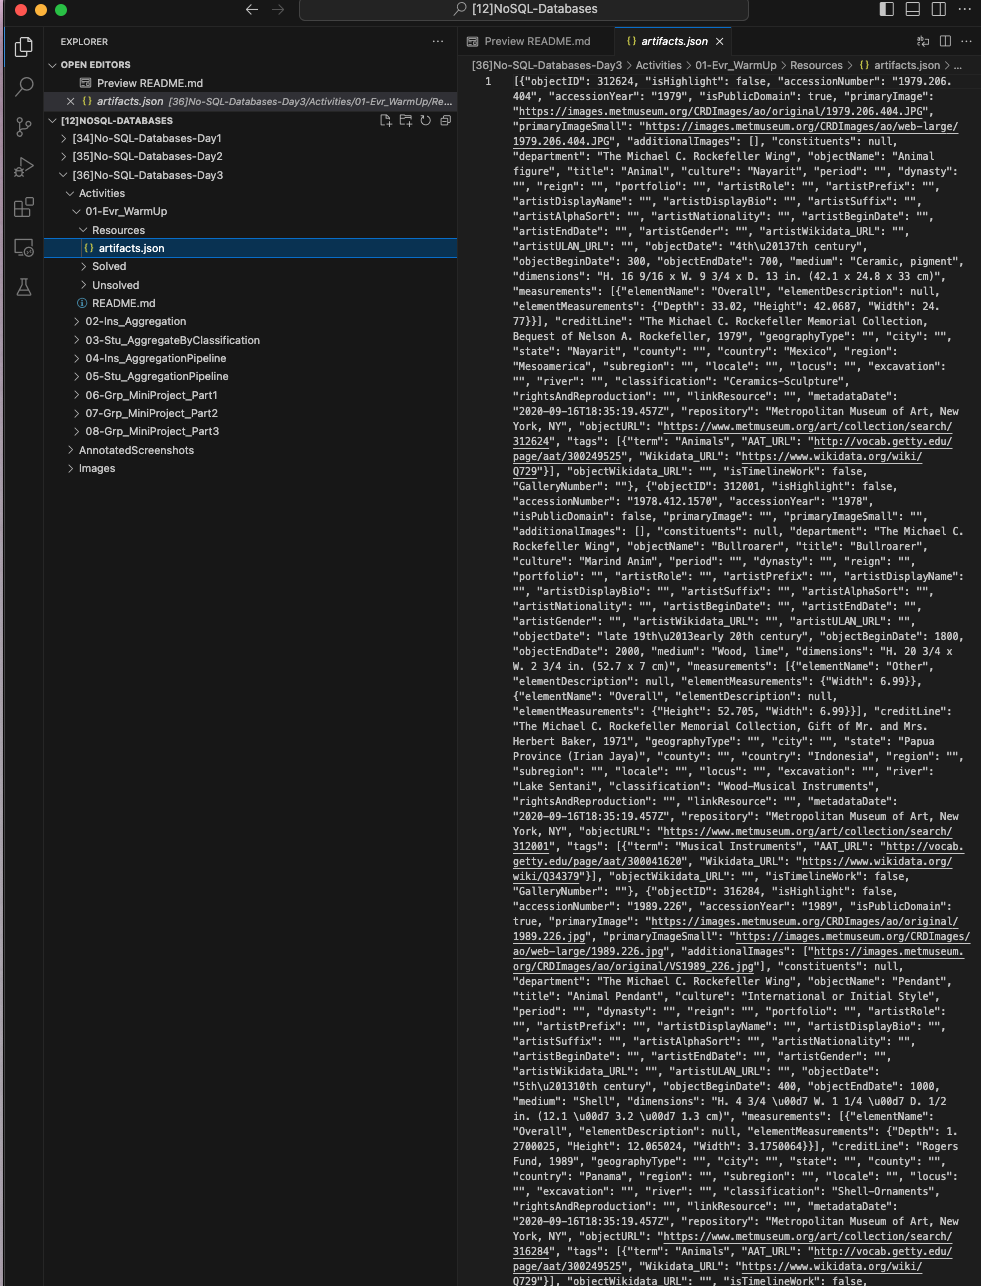 [12]NoSQL-Databases
EXPLORER
OPEN EDITORS
Preview README.md
artifacts.json [36]No-SQL-Databases-Day3/Activities/01-Evr_WarmUp/Re...
[12]NOSQL-DATABASES
[34]No-SQL-Databases-Day1
[35]No-SQL-Databases-Day2
[36]No-SQL-Databases-Day3
Activities
01-Evr_WarmUp
Resources
artifacts.json
Solved
Unsolved
README.md
02-Ins_Aggregation
03-Stu_AggregateByClassification
04-Ins_AggregationPipeline
05-Stu_AggregationPipeline
06-Grp_MiniProject_Part1
07-Grp_MiniProject_Part2
08-Grp_MiniProject_Part3
AnnotatedScreenshots
Images
Preview README.md
artifacts.json
[36]No-SQL-Databases-Day3 > Activities > 01-Evr_WarmUp > Resources > {} artifacts.json > ...
1
[{"objectID": 312624, "isHighlight": false, "accessionNumber": "1979.206.
404", "accessionYear": "1979", "isPublicDomain": true, "primaryImage":
"https://images.metmuseum.org/CRDImages/ao/original/1979.206.404.JPG",
"primaryImageSmall": "https://images.metmuseum.org/CRDImages/ao/web-large/
1979.206.404.JPG", "additionalImages": [], "constituents": null,
"department": "The Michael C. Rockefeller Wing", "objectName": "Animal
figure", "title": "Animal", "culture": "Nayarit", "period": "", "dynasty":
"", "reign": "", "portfolio": "", "artistRole": "", "artistPrefix": "",
"artistDisplayName": "", "artistDisplayBio": "", "artistSuffix": "",
"artistAlphaSort": "", "artistNationality": "", "artistBeginDate": "",
"artistEndDate": "", "artistGender": "", "artistWikidata_URL": "",
"artistULAN_URL": "", "objectDate": "4th\u20137th century",
"objectBeginDate": 300, "objectEndDate": 700, "medium": "Ceramic, pigment",
"dimensions": "H. 16 9/16 x W. 9 3/4 x D. 13 in. (42.1 x 24.8 x 33 cm)",
"measurements": [{"elementName": "Overall", "elementDescription": null,
"elementMeasurements": {"Depth": 33.02, "Height": 42.0687, "Width": 24.
77}}], "creditLine": "The Michael C. Rockefeller Memorial Collection,
Bequest of Nelson A. Rockefeller, 1979", "geographyType": "", "city": "",
"state": "Nayarit", "county": "", "country": "Mexico", "region":
"Mesoamerica", "subregion": "", "locale": "", "locus": "", "excavation":
"", "river": "", "classification": "Ceramics-Sculpture",
"rightsAndReproduction": "", "linkResource": "", "metadataDate":
"2020-09-16T18:35:19.457Z", "repository": "Metropolitan Museum of Art, New
York, NY", "objectURL": "https://www.metmuseum.org/art/collection/search/
312624", "tags": [{"term": "Animals", "AAT_URL": "http://vocab.getty.edu/
page/aat/300249525", "Wikidata_URL": "https://www.wikidata.org/wiki/
Q729"}], "objectWikidata_URL": "", "isTimelineWork": false,
"GalleryNumber": ""}, {"objectID": 312001, "isHighlight": false,
"accessionNumber": "1978.412.1570", "accessionYear": "1978",
"isPublicDomain": false, "primaryImage": "", "primaryImageSmall": "",
"additionalImages": [], "constituents": null, "department": "The Michael C.
Rockefeller Wing", "objectName": "Bullroarer", "title": "Bullroarer",
"culture": "Marind Anim", "period": "", "dynasty": "", "reign": "",
"portfolio": "", "artistRole": "", "artistPrefix": "", "artistDisplayName":
"", "artistDisplayBio": "", "artistSuffix": "", "artistAlphaSort": "",
"artistNationality": "", "artistBeginDate": "", "artistEndDate": "",
"artistGender": "", "artistWikidata_URL": "", "artistULAN_URL": "",
"objectDate": "late 19th\u2013early 20th century", "objectBeginDate": 1800,
"objectEndDate": 2000, "medium": "Wood, lime", "dimensions": "H. 20 3/4 x
W. 2 3/4 in. (52.7 x 7 cm)", "measurements": [{"elementName": "Other",
"elementDescription": null, "elementMeasurements": {"Width": 6.99}},
{"elementName": "Overall", "elementDescription": null,
"elementMeasurements": {"Height": 52.705, "Width": 6.99}}], "creditLine":
"The Michael C. Rockefeller Memorial Collection, Gift of Mr. and Mrs.
Herbert Baker, 1971", "geographyType": "", "city": "", "state": "Papua
Province (Irian Jaya)", "county": "", "country": "Indonesia", "region": "",
"subregion": "", "locale": "", "locus": "", "excavation": "", "river":
"Lake Sentani", "classification": "Wood-Musical Instruments",
"rightsAndReproduction": "", "linkResource": "", "metadataDate":
"2020-09-16T18:35:19.457Z", "repository": "Metropolitan Museum of Art, New
York, NY", "objectURL": "https://www.metmuseum.org/art/collection/search/
312001", "tags": [{"term": "Musical Instruments", "AAT_URL": "http://vocab.
getty.edu/page/aat/300041620", "Wikidata_URL": "https://www.wikidata.org/
wiki/Q34379"}], "objectWikidata_URL": "", "isTimelineWork": false,
"GalleryNumber": ""}, {"objectID": 316284, "isHighlight": false,
"accessionNumber": "1989.226", "accessionYear": "1989", "isPublicDomain":
true, "primaryImage": "https://images.metmuseum.org/CRDImages/ao/original/
1989.226.jpg", "primaryImageSmall": "https://images.metmuseum.org/CRDImages/
ao/web-large/1989.226.jpg", "additionalImages": ["https://images.metmuseum.
org/CRDImages/ao/original/VS1989_226.jpg"], "constituents": null,
"department": "The Michael C. Rockefeller Wing", "objectName": "Pendant",
"title": "Animal Pendant", "culture": "International or Initial Style",
"period": "", "dynasty": "", "reign": "", "portfolio": "", "artistRole":
"", "artistPrefix": "", "artistDisplayName": "", "artistDisplayBio": "",
"artistSuffix": "", "artistAlphaSort": "", "artistNationality": "",
"artistBeginDate": "", "artistEndDate": "", "artistGender": "",
"artistWikidata_URL": "", "artistULAN_URL": "", "objectDate":
"5th\u201310th century", "objectBeginDate": 400, "objectEndDate": 1000,
"medium": "Shell", "dimensions": "H. 4 3/4 \u00d7 W. 1 1/4 \u00d7 D. 1/2
in. (12.1 \u00d7 3.2 \u00d7 1.3 cm)", "measurements": [{"elementName":
"Overall", "elementDescription": null, "elementMeasurements": {"Depth": 1.
2700025, "Height": 12.065024, "Width": 3.1750064}}], "creditLine": "Rogers
Fund, 1989", "geographyType": "", "city": "", "state": "", "county": "",
"country": "Panama", "region": "", "subregion": "", "locale": "", "locus":
"", "excavation": "", "river": "", "classification": "Shell-Ornaments",
"rightsAndReproduction": "", "linkResource": "", "metadataDate":
"2020-09-16T18:35:19.457Z", "repository": "Metropolitan Museum of Art, New
York, NY", "objectURL": "https://www.metmuseum.org/art/collection/search/
316284", "tags": [{"term": "Animals", "AAT_URL": "http://vocab.getty.edu/
page/aat/300249525", "Wikidata_URL": "https://www.wikidata.org/wiki/
Q729"}], "objectWikidata_URL": "", "isTimelineWork": false,